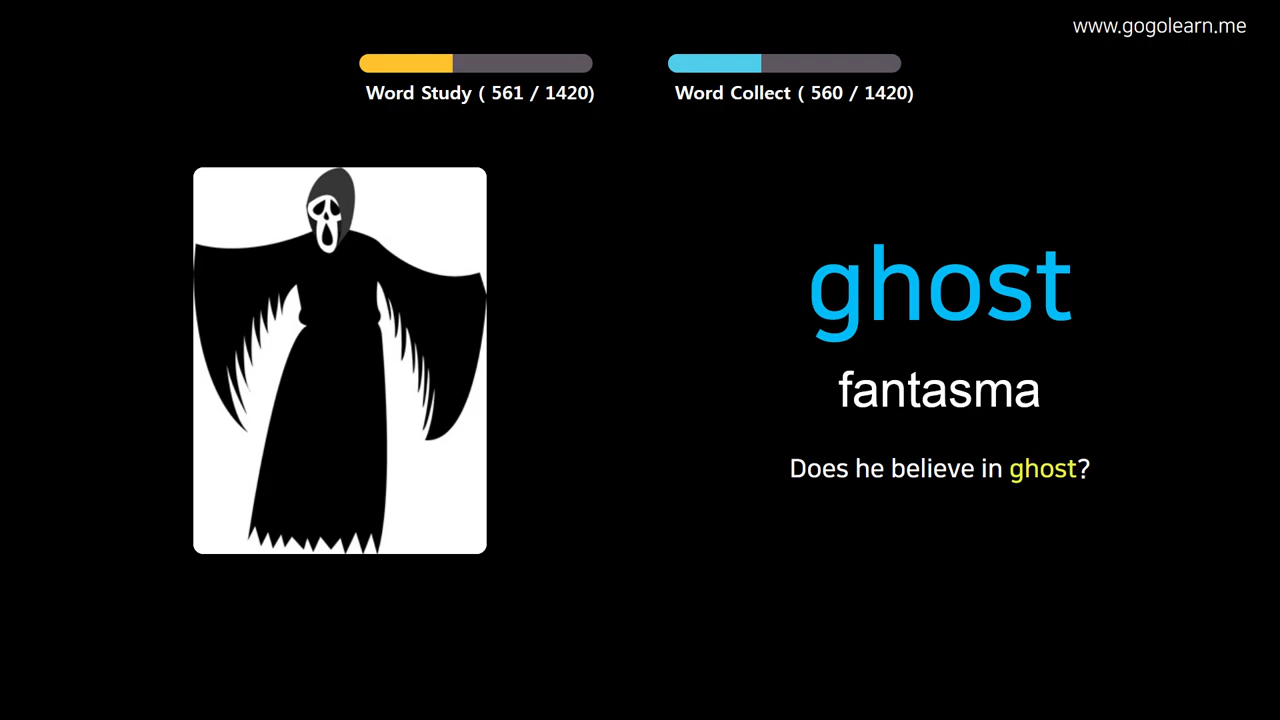 www.gogolearn.me
Word Study ( 561 / 1420)
Word Collect ( 560 / 1420)
ghost
fantasma
Does he believe in ghost?